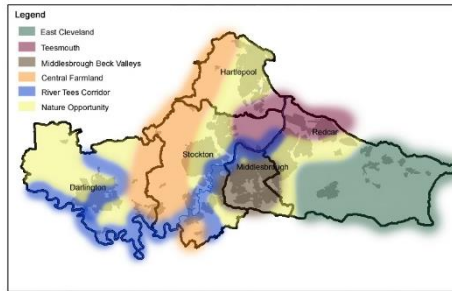 Legend
East Cleveland
Teesmouth
Middlesbrough Beck Valleys
Central Farmland
River Tees Corridor
Nature Opportunity
Hartlepool
Redcar
Stockton
Middlesbrough
Darlington